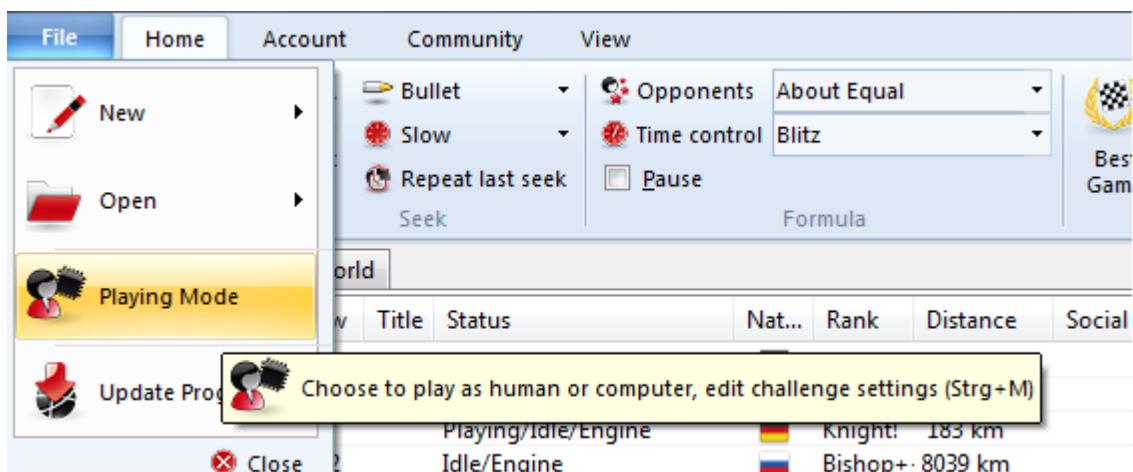 File Home Account Community View
New
Open
Playing Mode
Update
Close
Bullet
Slow
Repeat last seek
Seek
Opponents About Equal
Time control Blitz
Pause
Formula
Title Status Nat... Rank Distance Social
Choose to play as human or computer, edit challenge settings (Strg+M)
Playing/Idle/Engine Knight! 183 km
2 Idle/Engine Bishop+· 8039 km